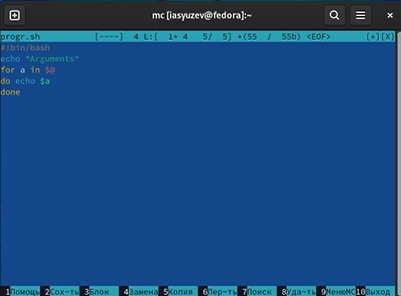 mc [iasyuzev@fedora]:~
progr.sh [----] 4 L:[ 1+ 4 5/ 5] *(55 / 55b) <EOF> [*][X]
#!bin/bash
echo "Arguments"
for a in $@
do echo $a
done
1Помощь 2Сох~ть 3Блок 4Замена 5Копия 6Пер~ть 7Поиск 8Уда~ть 9МенюMC 10Выход